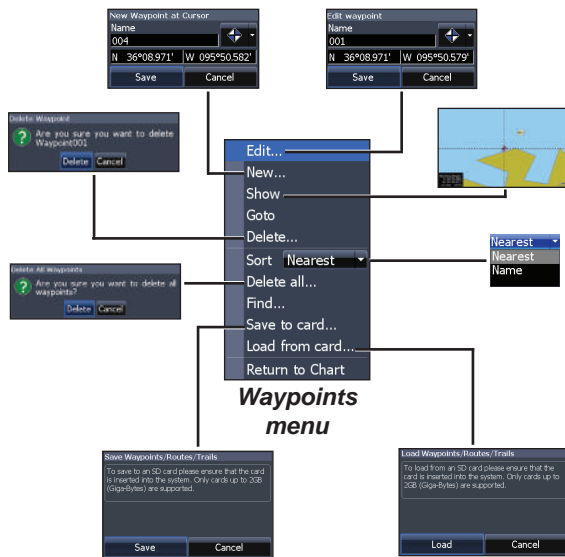 New Waypoint at Cursor
Name
004
N 36°08.971' W 095°50.582'
Save Cancel
Edit waypoint
Name
001
N 36°08.971' W 095°50.579'
Save Cancel
Delete Waypoint
Are you sure you want to delete
Waypoint001
Delete Cancel
Edit...
New...
Show
Goto
Delete...
Sort Nearest
Delete all...
Find...
Save to card...
Load from card...
Return to Chart
Nearest
Nearest
Name
Delete All Waypoints
Are you sure you want to delete all
waypoints?
Delete Cancel
Waypoints
menu
Save Waypoints/Routes/Trails
To save to an SD card please ensure that the card
is inserted into the system. Only cards up to 2GB
(Giga-Bytes) are supported.
Save Cancel
Load Waypoints/Routes/Trails
To load from an SD card please ensure that the
card is inserted into the system. Only cards up to
2GB (Giga-Bytes) are supported.
Load Cancel